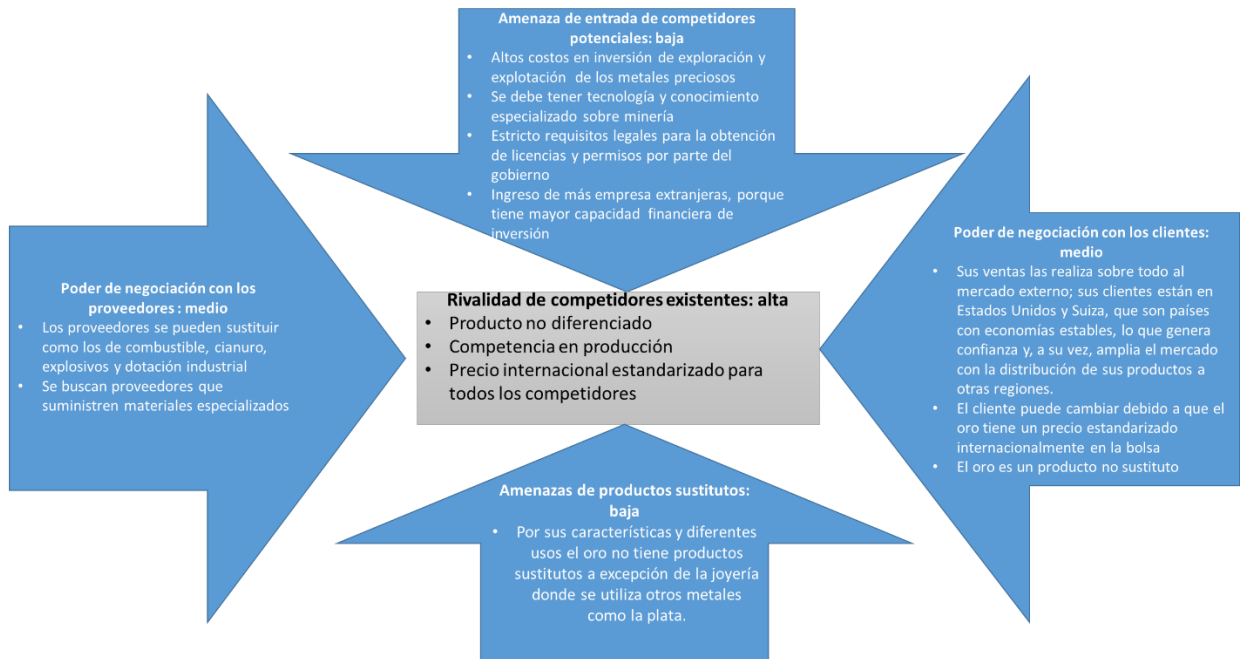 Amenaza de entrada de competidores
potenciales: baja
• Altos costos en inversión de exploración y
explotación de los metales preciosos
• Se debe tener tecnología y conocimiento
especializado sobre minería
• Estricto requisitos legales para la obtención
de licencias y permisos por parte del
gobierno
• Ingreso de más empresa extranjeras, porque
tiene mayor capacidad financiera de
inversión
Poder de negociación con los
proveedores : medio
• Los proveedores se pueden sustituir
como los de combustible, cianuro,
explosivos y dotación industrial
• Se buscan proveedores que
suministren materiales especializados
Rivalidad de competidores existentes: alta
• Producto no diferenciado
• Competencia en producción
• Precio internacional estandarizado para
todos los competidores
Poder de negociación con los clientes:
medio
• Sus ventas las realiza sobre todo al
mercado externo; sus clientes están en
Estados Unidos y Suiza, que son países
con economías estables, lo que genera
confianza y, a su vez, amplia el mercado
con la distribución de sus productos a
otras regiones.
• El cliente puede cambiar debido a que el
oro tiene un precio estandarizado
internacionalmente en la bolsa
• El oro es un producto no sustituto
Amenazas de productos sustitutos:
baja
• Por sus características y diferentes
usos el oro no tiene productos
sustitutos a excepción de la joyería
donde se utiliza otros metales
como la plata.